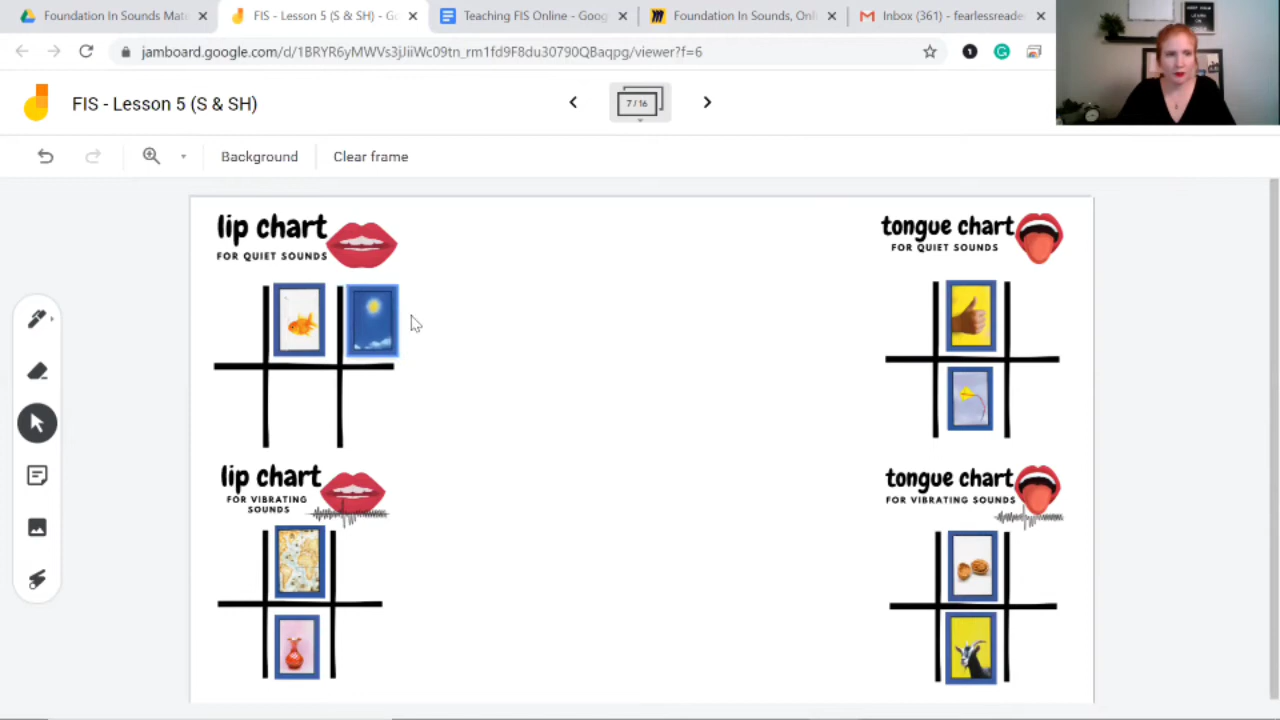 Foundation In Sounds Mate
FIS - Lesson 5 (S & SH) - Go
Teaching FIS Online - Goog
Foundation In Sounds, Onl
Inbox (361) - fearlessreade
jamboard.google.com/d/1BRYR6yMWVs3jJiiWc09tn_rm1fd9F8du30790QBaqpg/viewer?f=6
FIS - Lesson 5 (S & SH)
7 / 16
Background
Clear frame
lip chart
FOR QUIET SOUNDS
tongue chart
FOR QUIET SOUNDS
lip chart
FOR VIBRATING
SOUNDS
tongue chart
FOR VIBRATING SOUNDS